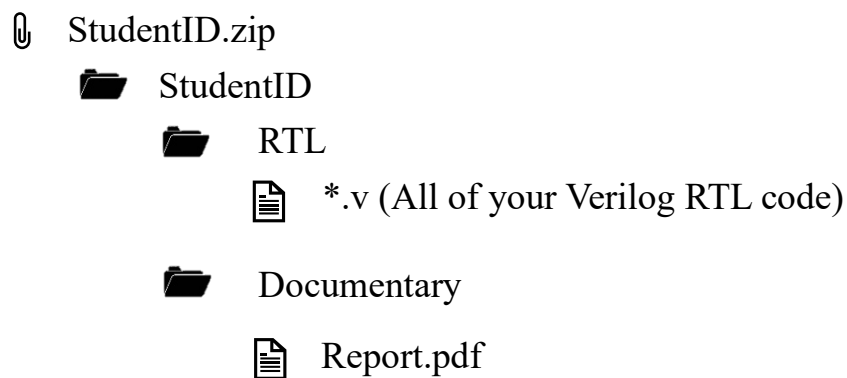 StudentID.zip
StudentID
RTL
*.v (All of your Verilog RTL code)
Documentary
Report.pdf